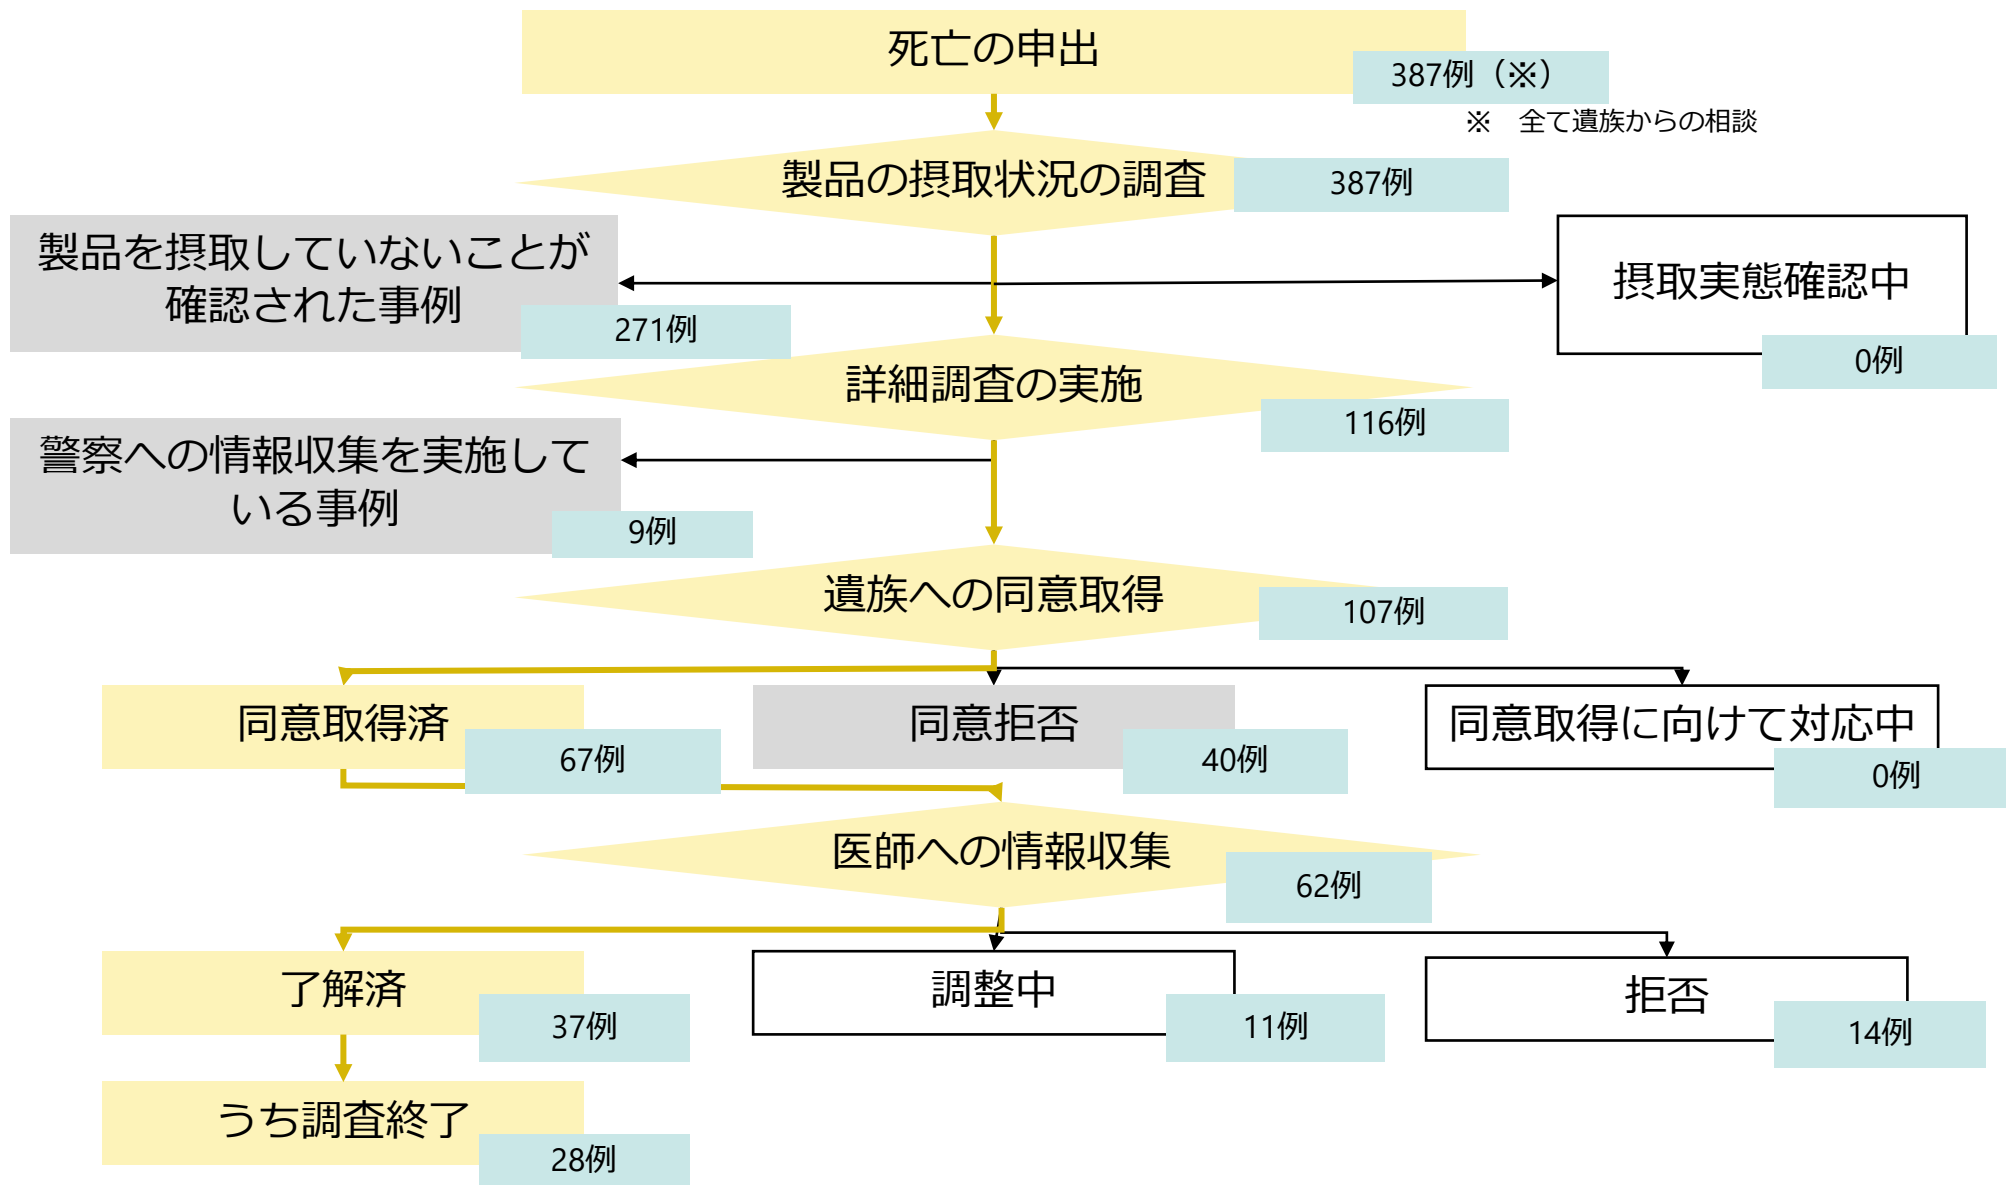 死亡の申出
387例（※）
※　全て遺族からの相談
製品の摂取状況の調査
387例
製品を摂取していないことが
確認された事例
271例
摂取実態確認中
0例
詳細調査の実施
116例
警察への情報収集を実施して
いる事例
9例
遺族への同意取得
107例
同意取得済
67例
同意拒否
40例
同意取得に向けて対応中
0例
医師への情報収集
62例
了解済
37例
調整中
11例
拒否
14例
うち調査終了
28例